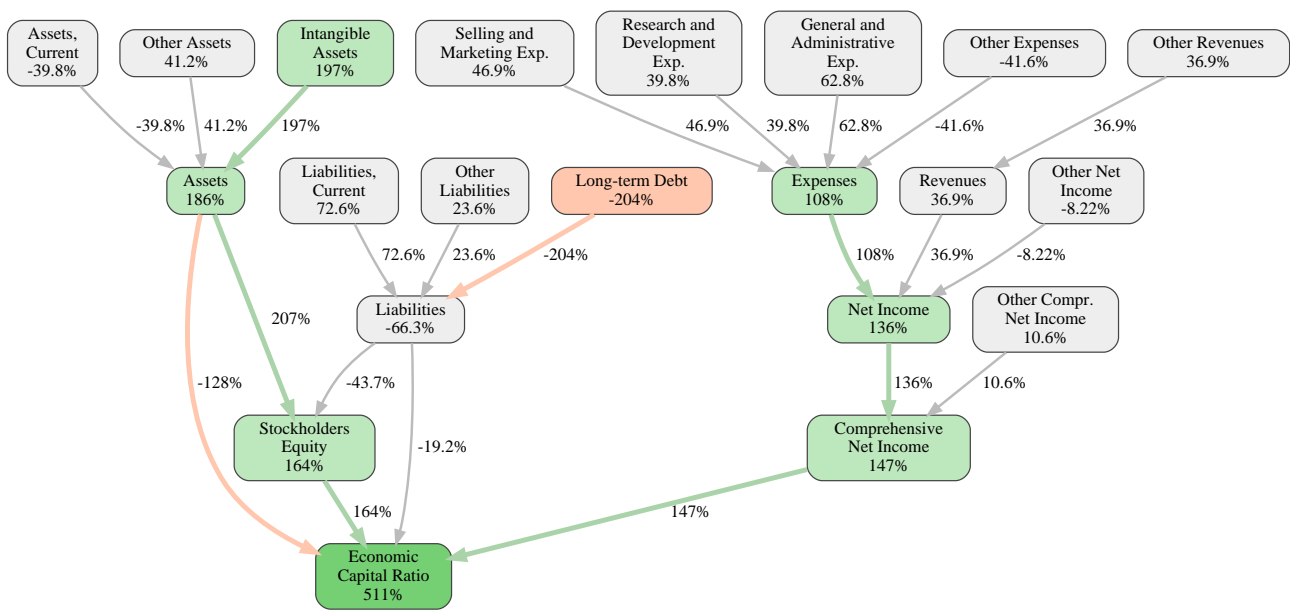 Assets,
Current
-39.8%
Other Assets
41.2%
Intangible
Assets
197%
Selling and
Marketing Exp.
46.9%
Research and
Development
Exp.
39.8%
General and
Administrative
Exp.
62.8%
Other Expenses
-41.6%
Other Revenues
36.9%
-39.8%
41.2%
197%
46.9%
39.8%
62.8%
-41.6%
36.9%
Assets
186%
Liabilities,
Current
72.6%
Other
Liabilities
23.6%
Long-term Debt
-204%
Expenses
108%
Revenues
36.9%
Other Net
Income
-8.22%
72.6%
23.6%
-204%
108%
36.9%
-8.22%
207%
Liabilities
-66.3%
Net Income
136%
Other Compr.
Net Income
10.6%
-128%
-43.7%
136%
10.6%
Stockholders
Equity
164%
-19.2%
Comprehensive
Net Income
147%
164%
147%
Economic
Capital Ratio
511%